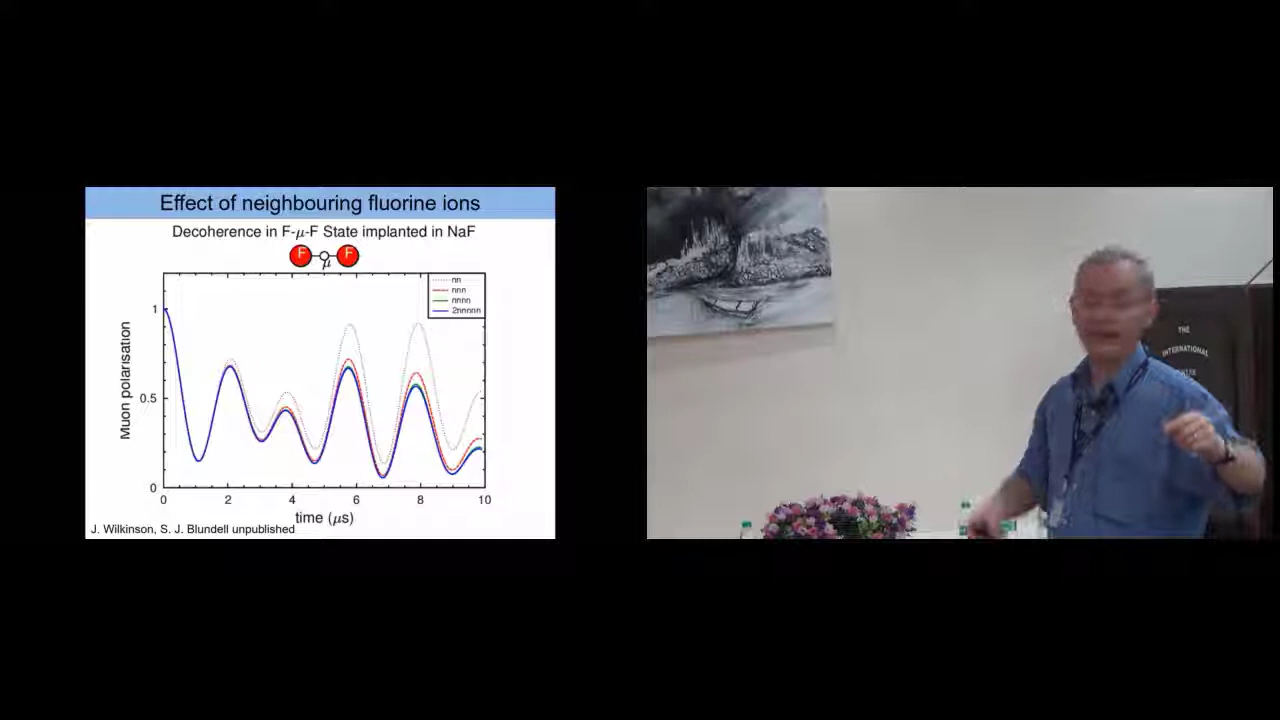 Effect of neighbouring fluorine ions
Decoherence in F-μ-F State implanted in NaF
F μ F
nn
nnn
nnnn
2nnnnn
Muon polarisation
1
0.5
0
0 2 4 6 8 10
time (μs)
J. Wilkinson, S. J. Blundell unpublished
THE
INTERNATIONAL